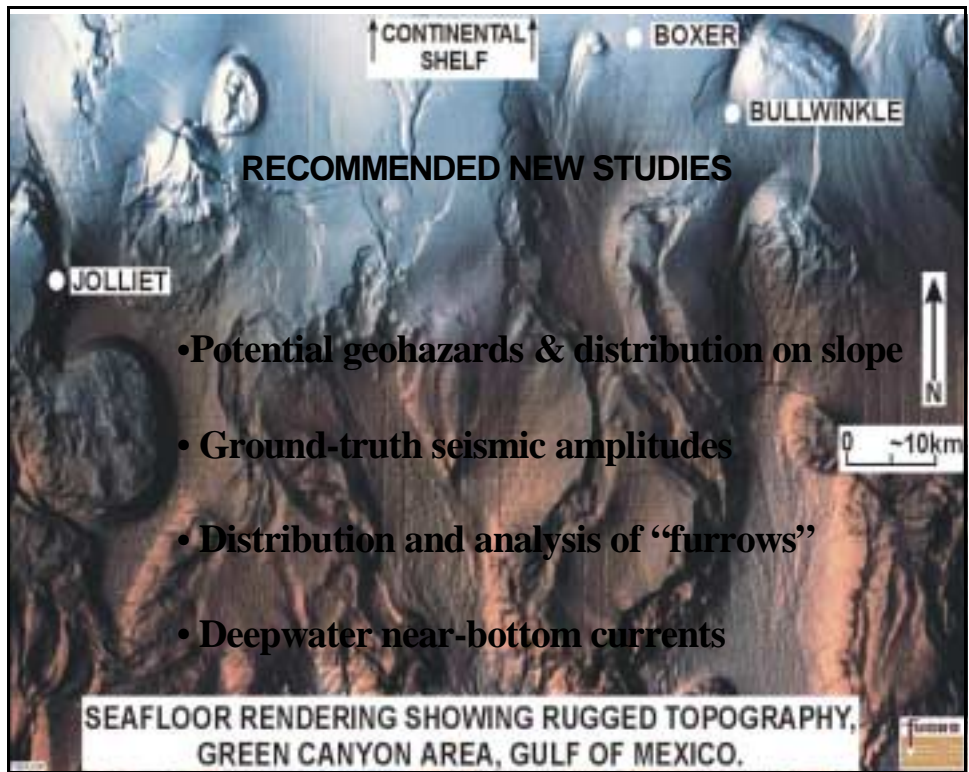 CONTINENTAL
SHELF
BOXER
BULLWINKLE
RECOMMENDED NEW STUDIES
JOLLIET
•Potential geohazards & distribution on slope
N
• Ground-truth seismic amplitudes
0 ~10km
• Distribution and analysis of “furrows”
• Deepwater near-bottom currents
SEAFLOOR RENDERING SHOWING RUGGED TOPOGRAPHY,
GREEN CANYON AREA, GULF OF MEXICO.